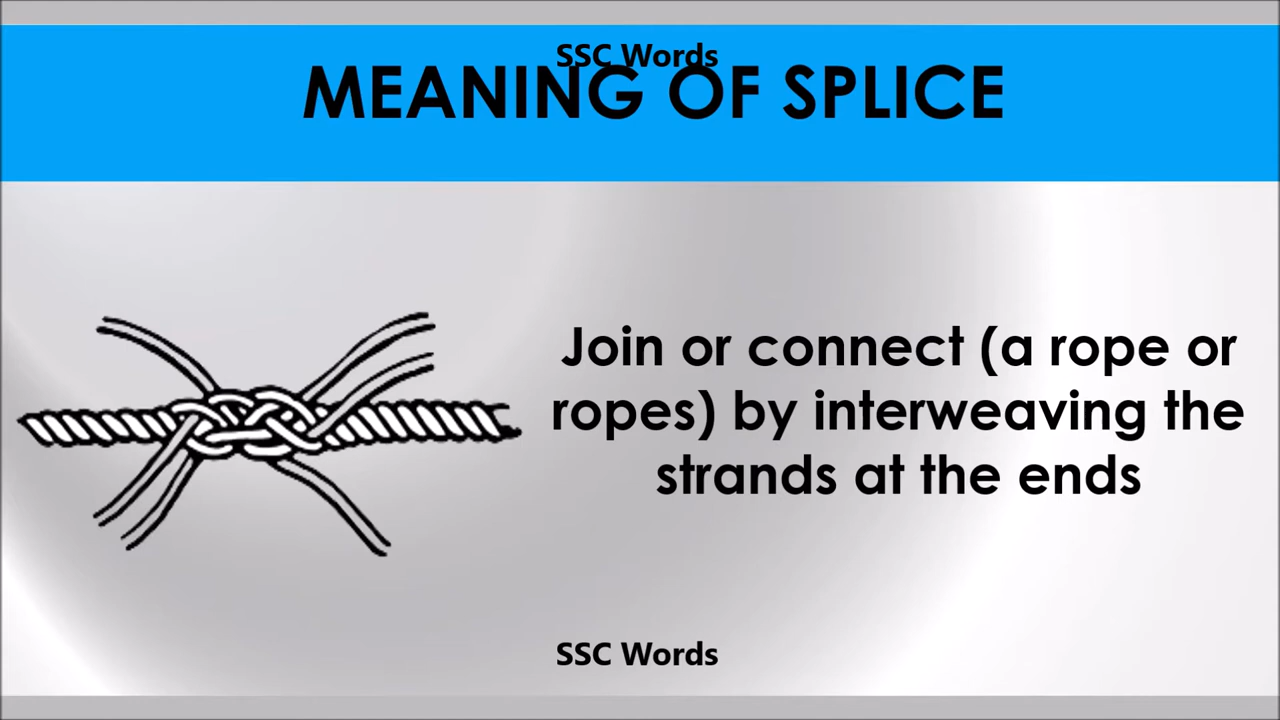 SSC Words
MEANING OF SPLICE
Join or connect (a rope or
ropes) by interweaving the
strands at the ends
SSC Words